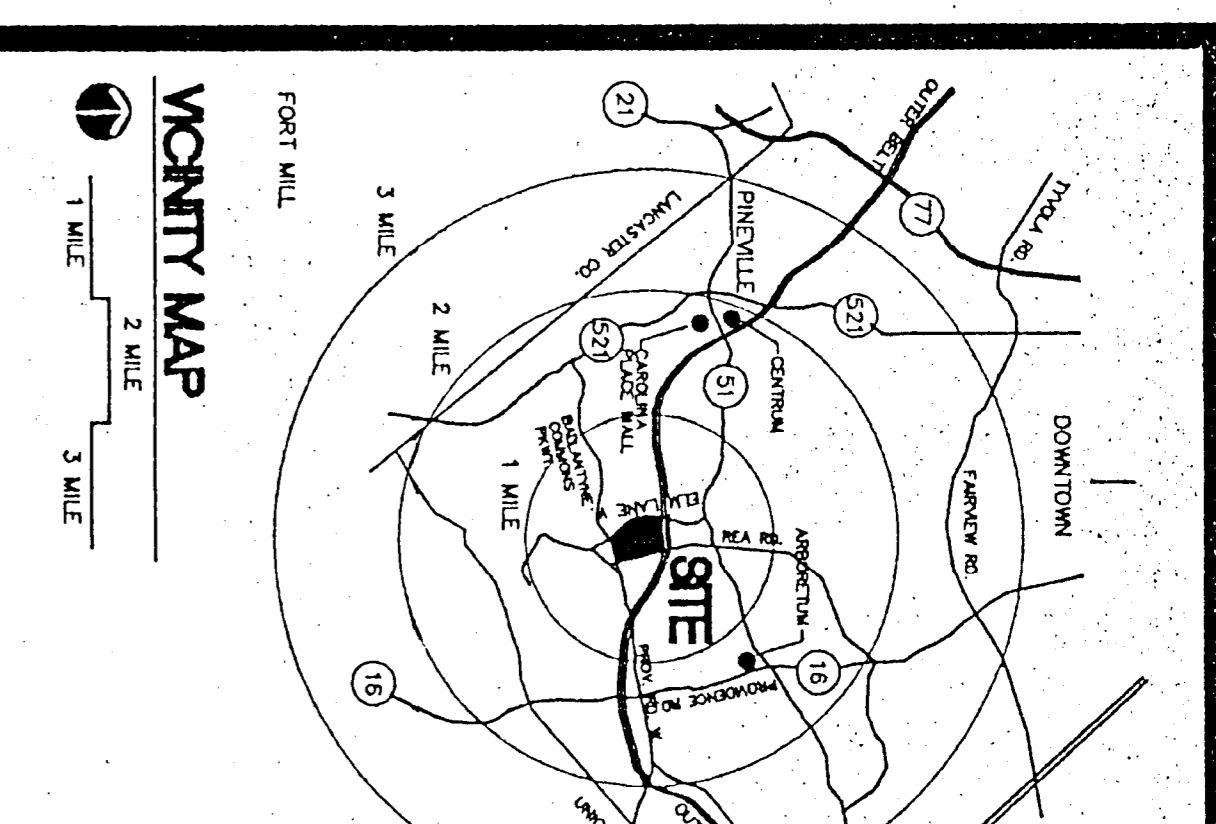 DOWNTOWN
TYVOLA RD.
FAIRVIEW RD.
OUTER BELT
77
521
16
ARBORETUM
CENTRUM
PINEVILLE
51
REA RD.
PROVIDENCE RD
21
SITE
ELM LANE
PROV. RD. W.
CAROLINA
PLACE MALL
521
LANCASTER CO.
BALLANTYNE
COMMONS
PKWY.
1 MILE
2 MILE
3 MILE
16
FORT MILL
VICINITY MAP
1 MILE
2 MILE
3 MILE